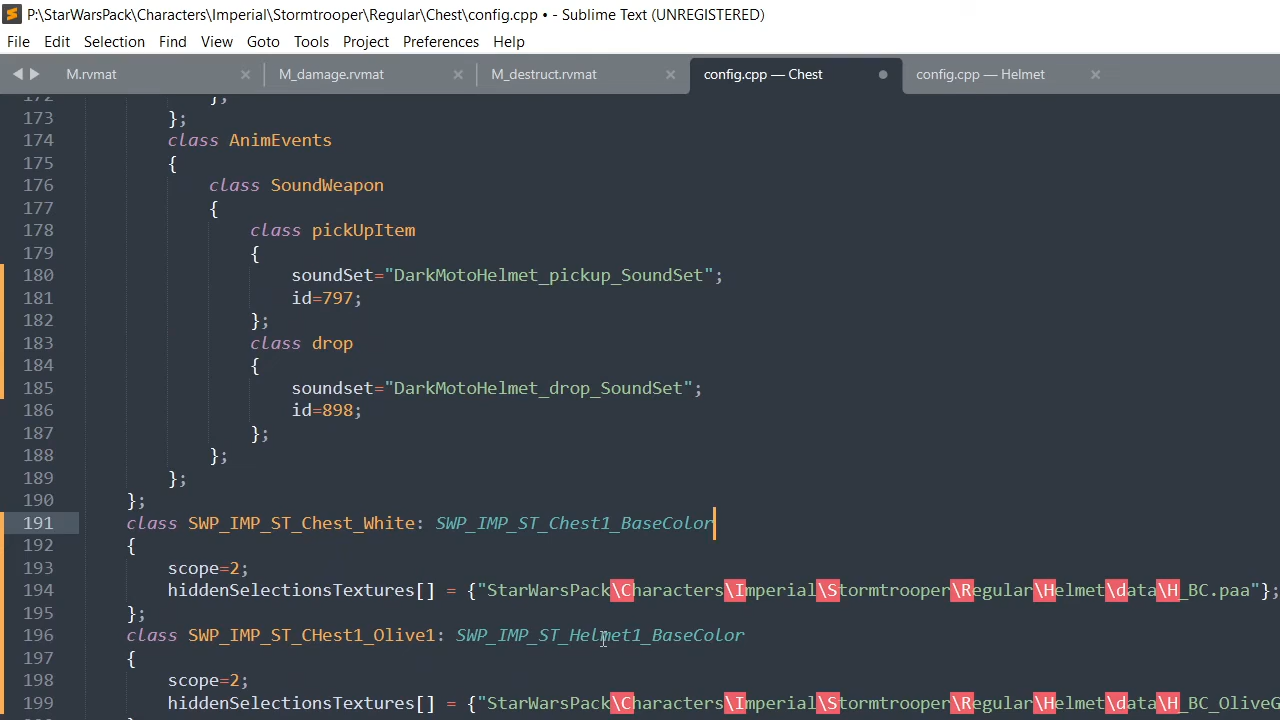 P:\StarWarsPack\Characters\Imperial\Stormtrooper\Regular\Chest\config.cpp • - Sublime Text (UNREGISTERED)
File Edit Selection Find View Goto Tools Project Preferences Help
M.rvmat M_damage.rvmat M_destruct.rvmat config.cpp — Chest config.cpp — Helmet
172 };
173 };
174 class AnimEvents
175 {
176 class SoundWeapon
177 {
178 class pickUpItem
179 {
180 soundSet="DarkMotoHelmet_pickup_SoundSet";
181 id=797;
182 };
183 class drop
184 {
185 soundset="DarkMotoHelmet_drop_SoundSet";
186 id=898;
187 };
188 };
189 };
190 };
191 class SWP_IMP_ST_Chest_White: SWP_IMP_ST_Chest1_BaseColor
192 {
193 scope=2;
194 hiddenSelectionsTextures[] = {"StarWarsPack\Characters\Imperial\Stormtrooper\Regular\Helmet\data\H_BC.paa"};
195 };
196 class SWP_IMP_ST_CHest1_Olive1: SWP_IMP_ST_Helmet1_BaseColor
197 {
198 scope=2;
199 hiddenSelectionsTextures[] = {"StarWarsPack\Characters\Imperial\Stormtrooper\Regular\Helmet\data\H_BC_OliveG